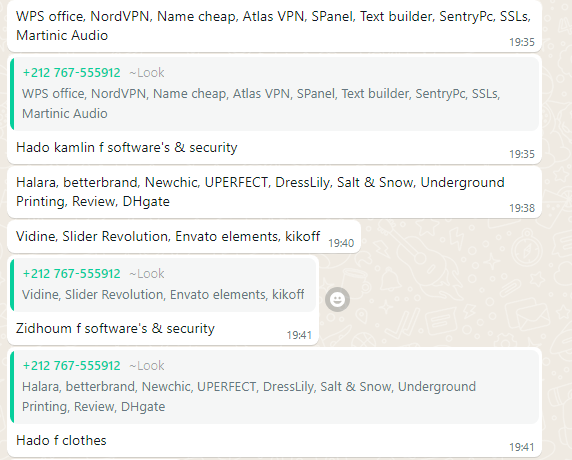 WPS office, NordVPN, Name cheap, Atlas VPN, SPanel, Text builder, SentryPc, SSLs,
Martinic Audio
19:35
+212 767-555912 ~Look
WPS office, NordVPN, Name cheap, Atlas VPN, SPanel, Text builder, SentryPc, SSLs,
Martinic Audio
Hado kamlin f software's & security
19:35
Halara, betterbrand, Newchic, UPERFECT, DressLily, Salt & Snow, Underground
Printing, Review, DHgate
19:38
Vidine, Slider Revolution, Envato elements, kikoff
19:40
+212 767-555912 ~Look
Vidine, Slider Revolution, Envato elements, kikoff
Zidhoum f software's & security
19:41
+212 767-555912 ~Look
Halara, betterbrand, Newchic, UPERFECT, DressLily, Salt & Snow, Underground
Printing, Review, DHgate
Hado f clothes
19:41